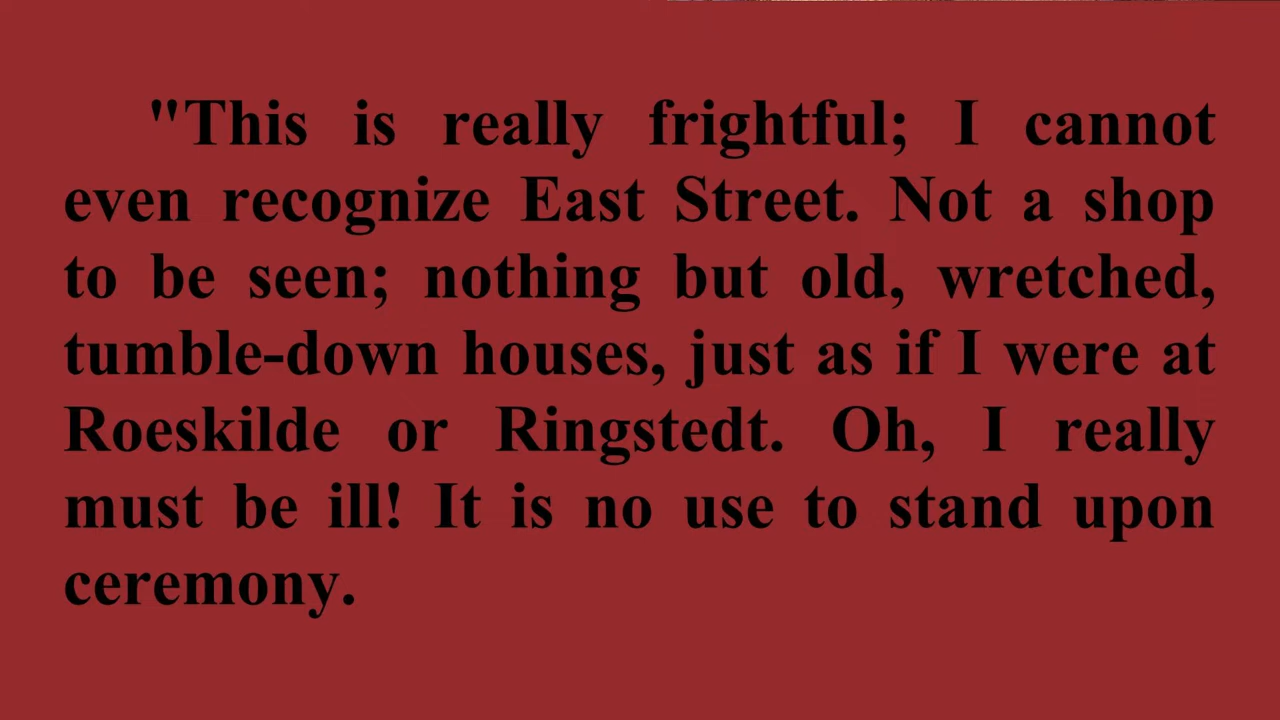 "This is really frightful; I cannot
even recognize East Street. Not a shop
to be seen; nothing but old, wretched,
tumble-down houses, just as if I were at
Roeskilde or Ringstedt. Oh, I really
must be ill! It is no use to stand upon
ceremony.